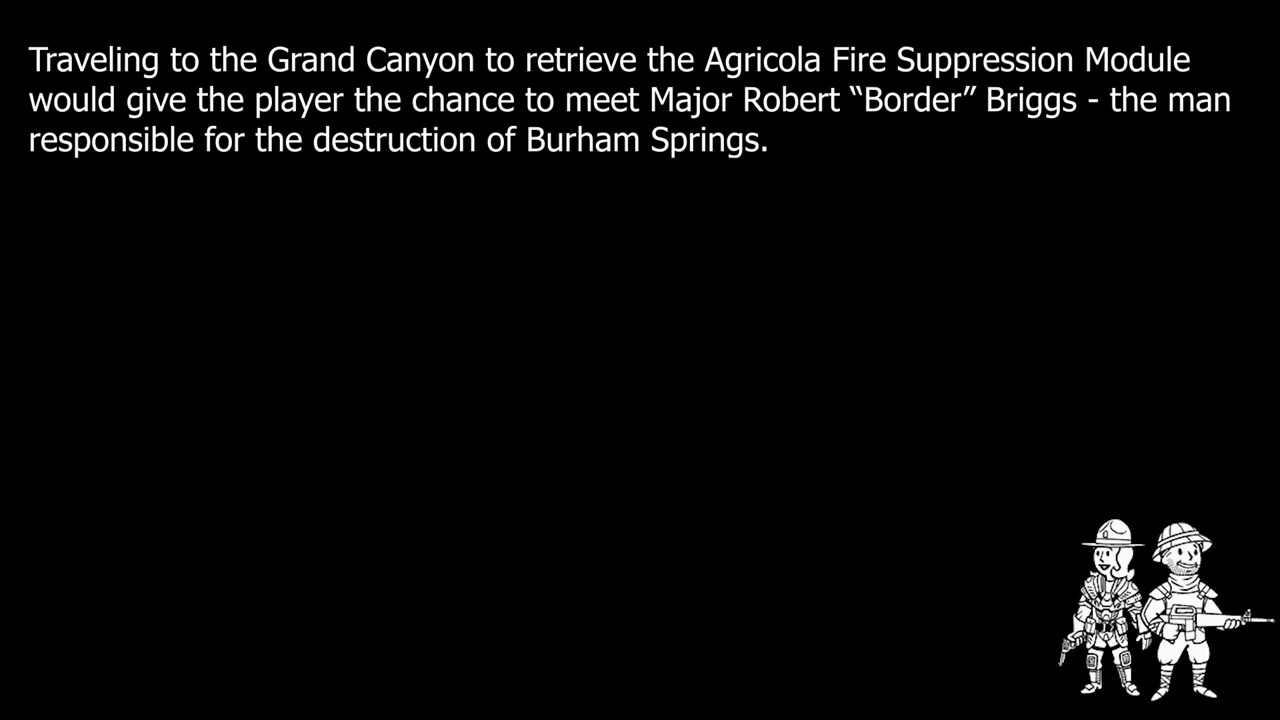 Traveling to the Grand Canyon to retrieve the Agricola Fire Suppression Module
would give the player the chance to meet Major Robert “Border” Briggs - the man
responsible for the destruction of Burham Springs.